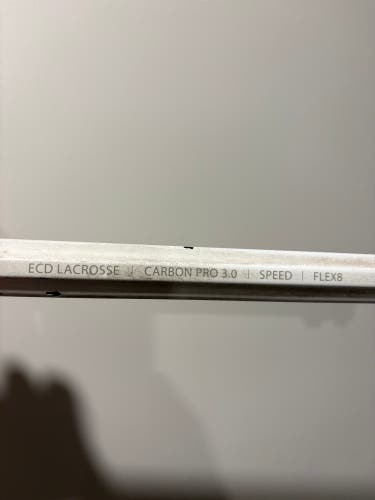 ECD LACROSSE | CARBON PRO 3.0 | SPEED | FLEX8